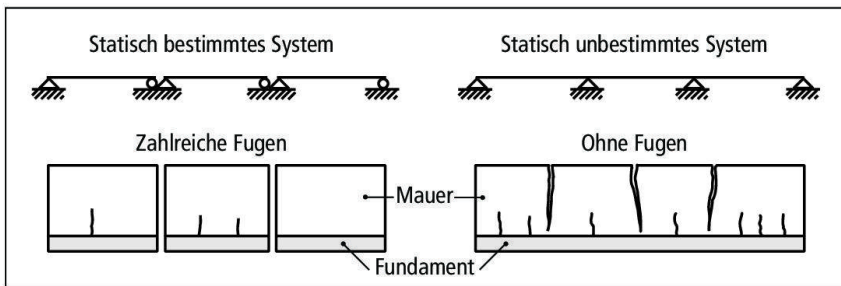 Statisch bestimmtes System
Statisch unbestimmtes System
Zahlreiche Fugen
Ohne Fugen
Mauer
Fundament